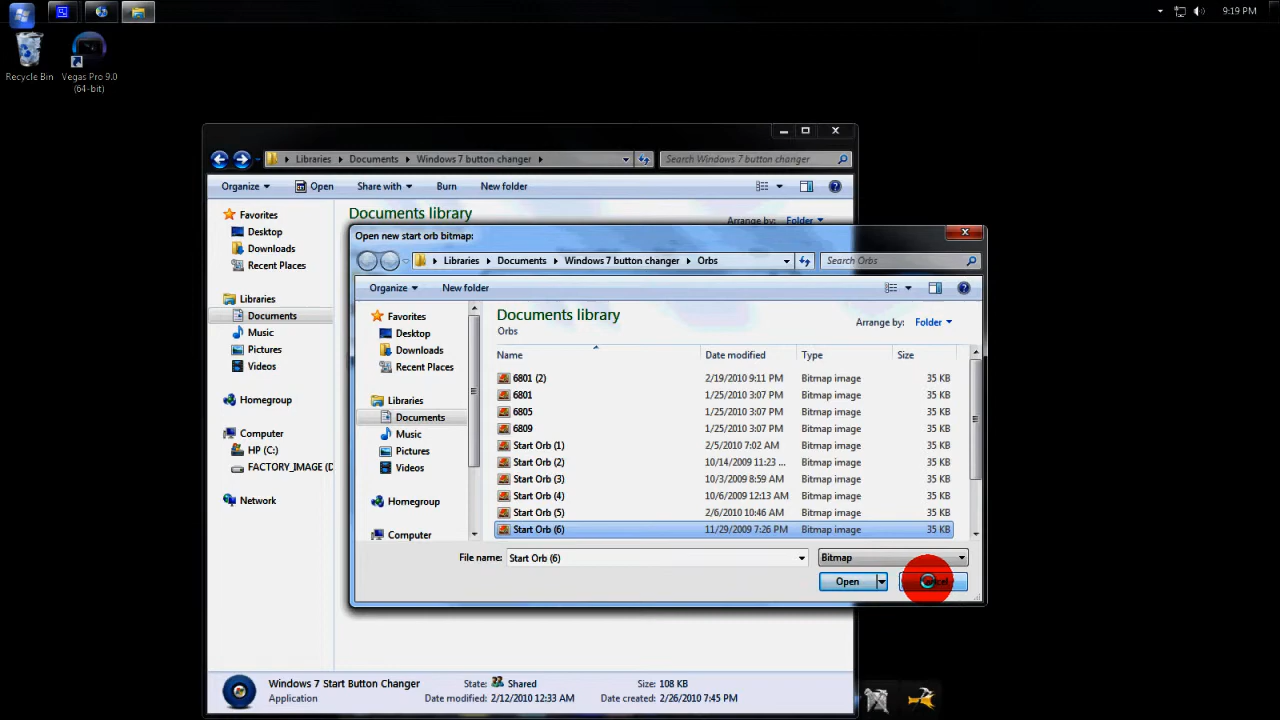 9:19 PM
Recycle Bin
Vegas Pro 9.0
(64-bit)
Libraries Documents Windows 7 button changer
Search Windows 7 button changer
Organize Open Share with Burn New folder
Favorites
Desktop
Downloads
Recent Places
Libraries
Documents
Music
Pictures
Videos
Homegroup
Computer
HP (C:)
FACTORY_IMAGE (D
Network
Documents library
Arrange by: Folder
Open new start orb bitmap:
Libraries Documents Windows 7 button changer Orbs
Search Orbs
Organize New folder
Favorites
Desktop
Downloads
Recent Places
Libraries
Documents
Music
Pictures
Videos
Homegroup
Computer
Documents library
Orbs
Arrange by: Folder
Name Date modified Type Size
6801 (2) 2/19/2010 9:11 PM Bitmap image 35 KB
6801 1/25/2010 3:07 PM Bitmap image 35 KB
6805 1/25/2010 3:07 PM Bitmap image 35 KB
6809 1/25/2010 3:07 PM Bitmap image 35 KB
Start Orb (1) 2/5/2010 7:02 AM Bitmap image 35 KB
Start Orb (2) 10/14/2009 11:23 ... Bitmap image 35 KB
Start Orb (3) 10/3/2009 8:59 AM Bitmap image 35 KB
Start Orb (4) 10/6/2009 12:13 AM Bitmap image 35 KB
Start Orb (5) 2/6/2010 10:46 AM Bitmap image 35 KB
Start Orb (6) 11/29/2009 7:26 PM Bitmap image 35 KB
File name: Start Orb (6) Bitmap
Open
Windows 7 Start Button Changer State: Shared Size: 108 KB
Application Date modified: 2/12/2010 12:33 AM Date created: 2/26/2010 7:45 PM